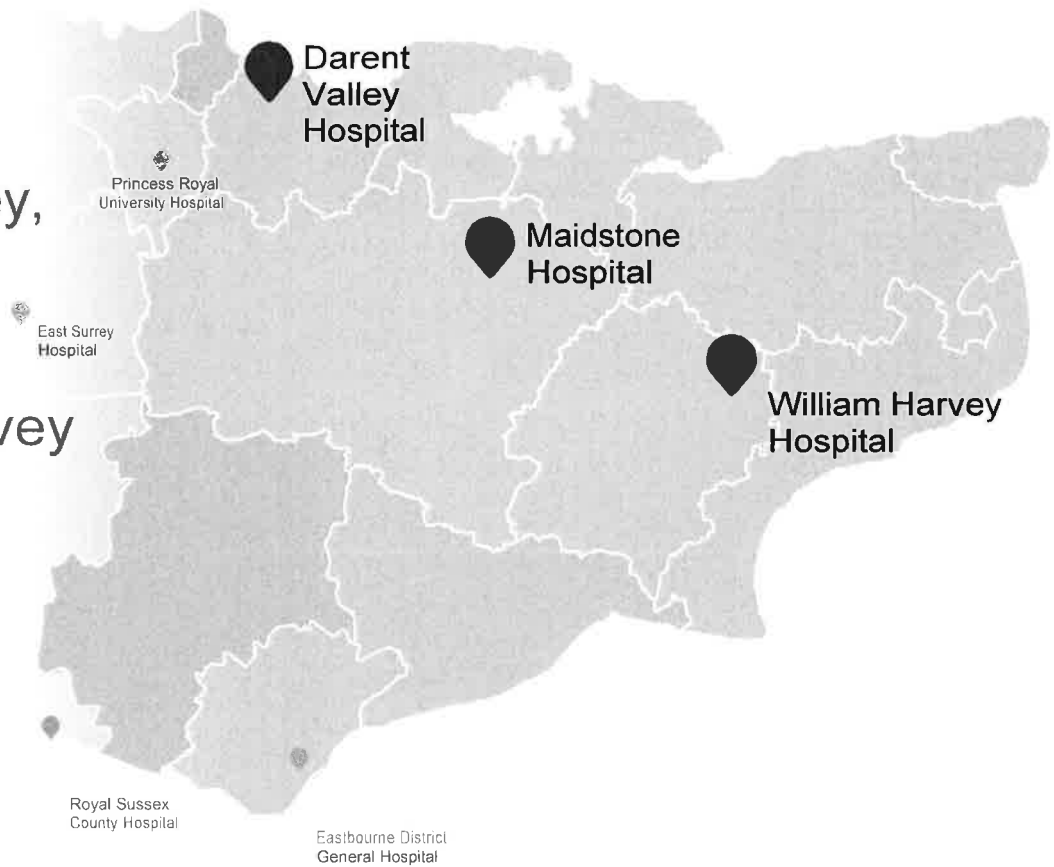 Darent
Valley
Hospital
Princess Royal
University Hospital
Maidstone
Hospital
East Surrey
Hospital
William Harvey
Hospital
Royal Sussex
County Hospital
Eastbourne District
General Hospital